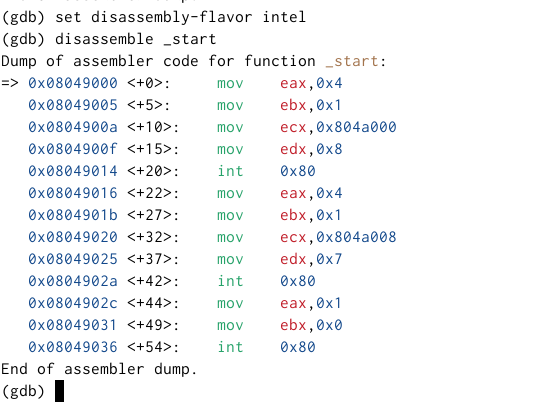 (gdb) set disassembly-flavor intel
(gdb) disassemble _start
Dump of assembler code for function _start:
=> 0x08049000 <+0>:     mov    eax,0x4
   0x08049005 <+5>:     mov    ebx,0x1
   0x0804900a <+10>:    mov    ecx,0x804a000
   0x0804900f <+15>:    mov    edx,0x8
   0x08049014 <+20>:    int    0x80
   0x08049016 <+22>:    mov    eax,0x4
   0x0804901b <+27>:    mov    ebx,0x1
   0x08049020 <+32>:    mov    ecx,0x804a008
   0x08049025 <+37>:    mov    edx,0x7
   0x0804902a <+42>:    int    0x80
   0x0804902c <+44>:    mov    eax,0x1
   0x08049031 <+49>:    mov    ebx,0x0
   0x08049036 <+54>:    int    0x80
End of assembler dump.
(gdb)